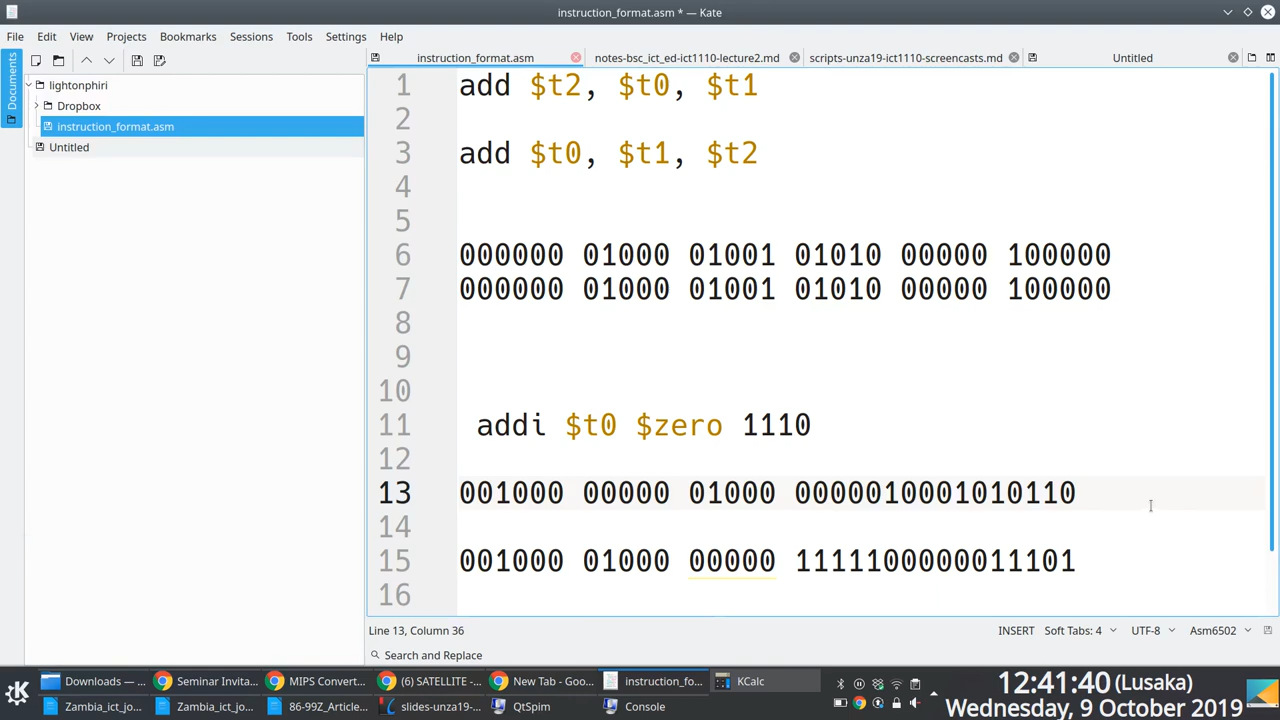 instruction_format.asm * — Kate
File Edit View Projects Bookmarks Sessions Tools Settings Help
Documents
instruction_format.asm notes-bsc_ict_ed-ict1110-lecture2.md scripts-unza19-ict1110-screencasts.md Untitled
lightonphiri
Dropbox
instruction_format.asm
Untitled
1 add $t2, $t0, $t1
2
3 add $t0, $t1, $t2
4
5
6 000000 01000 01001 01010 00000 100000
7 000000 01000 01001 01010 00000 100000
8
9
10
11 addi $t0 $zero 1110
12
13 001000 00000 01000 0000010001010110
14
15 001000 01000 00000 1111100000011101
16
Line 13, Column 36 INSERT Soft Tabs: 4 UTF-8 Asm6502
Search and Replace
Downloads — ... Seminar Invita... MIPS Convert... (6) SATELLITE -... New Tab - Goo... instruction_fo... KCalc
Zambia_ict_jo... Zambia_ict_jo... 86-99Z_Article... slides-unza19-... QtSpim Console
12:41:40 (Lusaka)
Wednesday, 9 October 2019